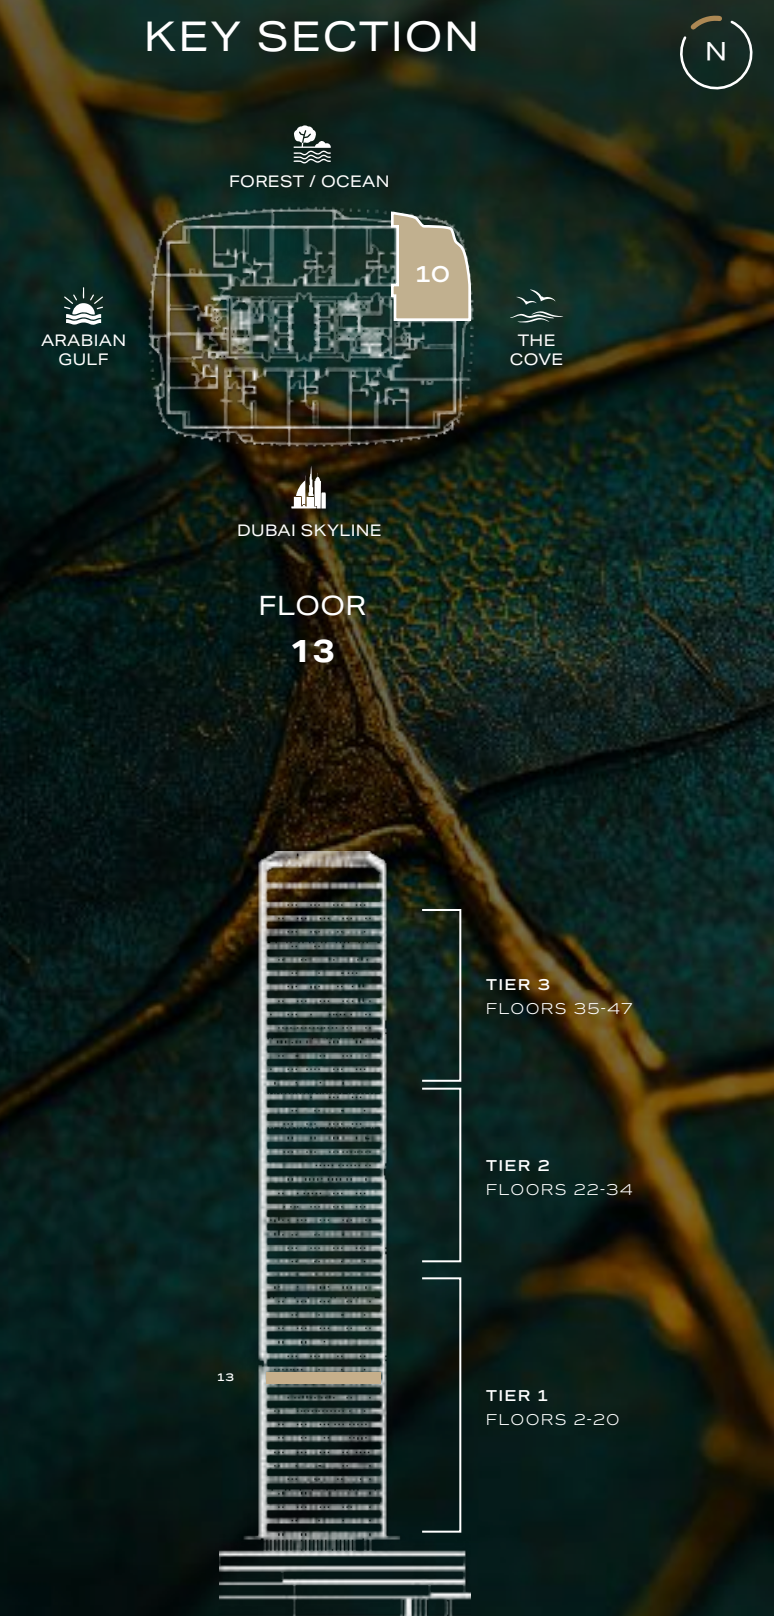 KEY SECTION
N
FOREST / OCEAN
10
ARABIAN
GULF
THE
COVE
DUBAI SKYLINE
FLOOR
13
TIER 3
FLOORS 35-47
TIER 2
FLOORS 22-34
13
TIER 1
FLOORS 2-20